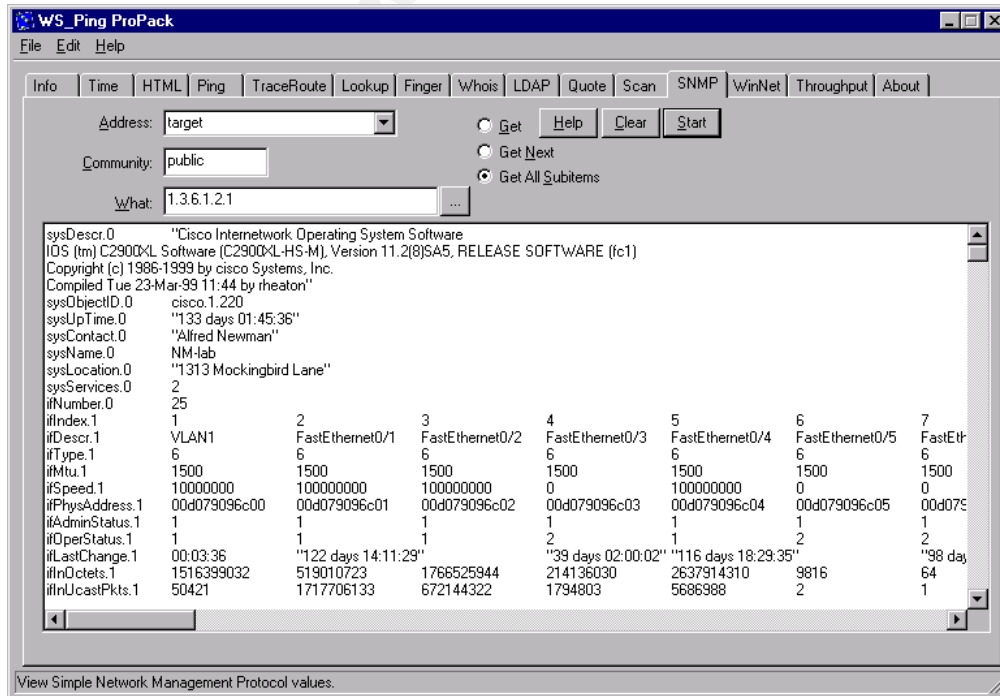 WS_Ping ProPack
File Edit Help
Info Time HTML Ping TraceRoute Lookup Finger Whois LDAP Quote Scan SNMP WinNet Throughput About
Address: target Get Help Clear Start
Get Next
Community: public
Get All Subitems
What: 1.3.6.1.2.1 ...
sysDescr.0 "Cisco Internetwork Operating System Software
IOS (tm) C2900XL Software (C2900XL-HS-M), Version 11.2(8)SA5, RELEASE SOFTWARE (fc1)
Copyright (c) 1986-1999 by cisco Systems, Inc.
Compiled Tue 23-Mar-99 11:44 by rheaton"
sysObjectID.0 cisco.1.220
sysUpTime.0 "133 days 01:45:36"
sysContact.0 "Alfred Newman"
sysName.0 NM-lab
sysLocation.0 "1313 Mockingbird Lane"
sysServices.0 2
ifNumber.0 25
ifIndex.1 1 2 3 4 5 6 7
ifDescr.1 VLAN1 FastEthernet0/1 FastEthernet0/2 FastEthernet0/3 FastEthernet0/4 FastEthernet0/5 FastEth
ifType.1 6 6 6 6 6 6 6
ifMtu.1 1500 1500 1500 1500 1500 1500 1500
ifSpeed.1 10000000 100000000 100000000 0 100000000 0 0
ifPhysAddress.1 00d079096c00 00d079096c01 00d079096c02 00d079096c03 00d079096c04 00d079096c05 00d079
ifAdminStatus.1 1 1 1 1 1 1 1
ifOperStatus.1 1 1 1 2 1 2 2
ifLastChange.1 00:03:36 "122 days 14:11:29" "39 days 02:00:02" "116 days 18:29:35" "98 day
ifInOctets.1 1516399032 519010723 1766525944 214136030 2637914310 9816 64
ifInUcastPkts.1 50421 1717706133 672144322 1794803 5686988 2 1
View Simple Network Management Protocol values.